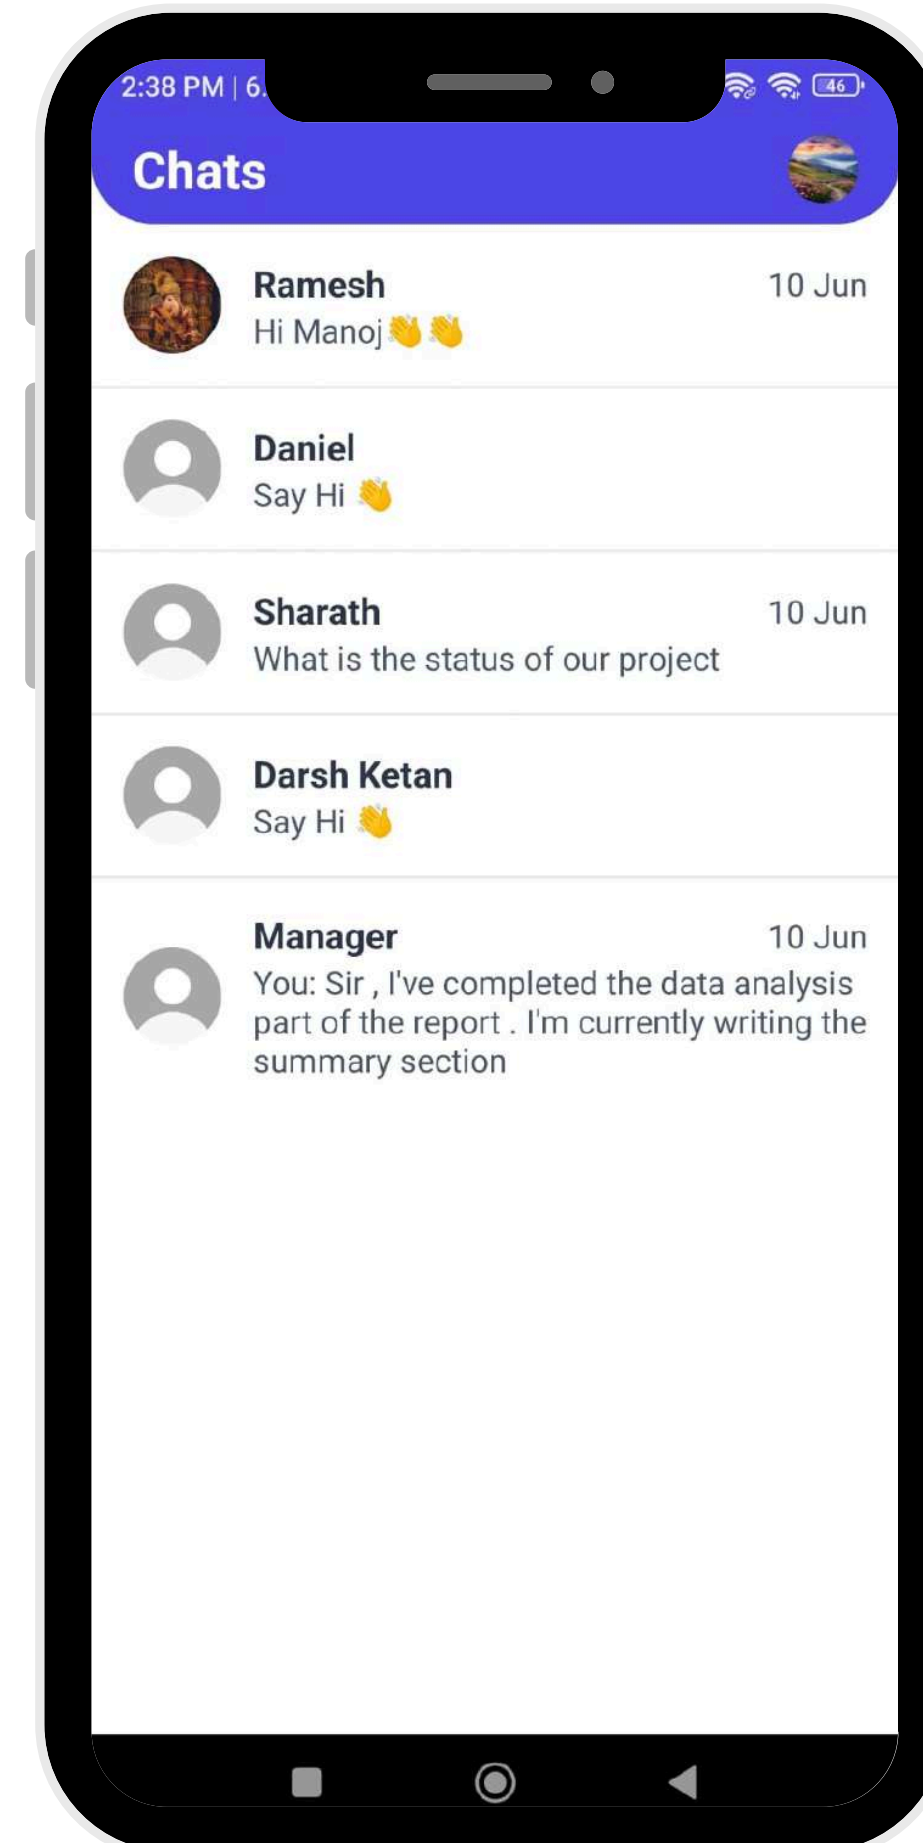 2:38 PM | 6.
46
Chats
Ramesh
10 Jun
Hi Manoj👋👋
Daniel
Say Hi 👋
Sharath
10 Jun
What is the status of our project
Darsh Ketan
Say Hi 👋
Manager
10 Jun
You: Sir , I've completed the data analysis
part of the report . I'm currently writing the
summary section